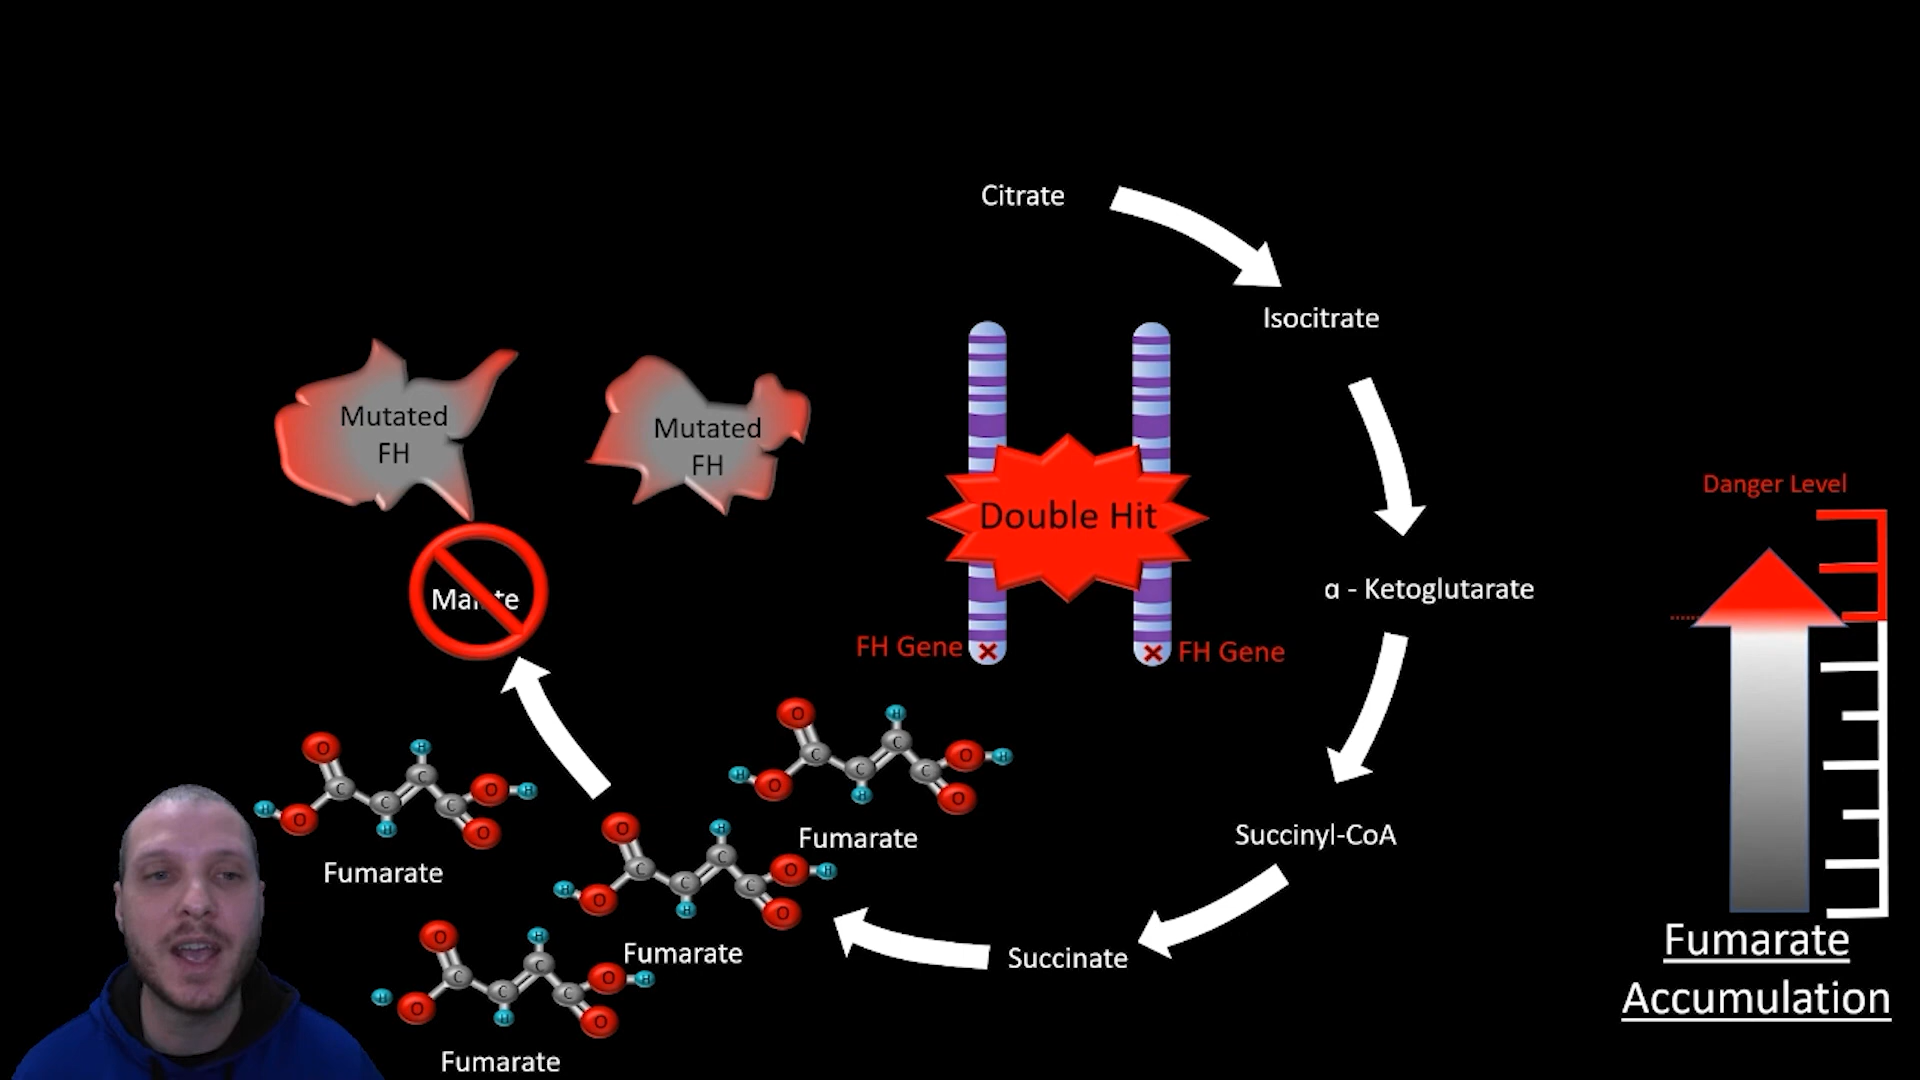 Citrate
Isocitrate
Mutated
FH
Mutated
FH
Danger Level
Double Hit
α - Ketoglutarate
Malate
FH Gene
FH Gene
Fumarate
Succinyl-CoA
Fumarate
Fumarate
Succinate
Fumarate
Fumarate
Accumulation
O
C
H
C
O
H
H
O
C
C
H
O
O
C
H
C
O
H
H
O
C
C
H
O
O
C
H
C
O
H
H
O
C
C
H
O
O
C
H
C
O
H
H
O
C
C
H
O